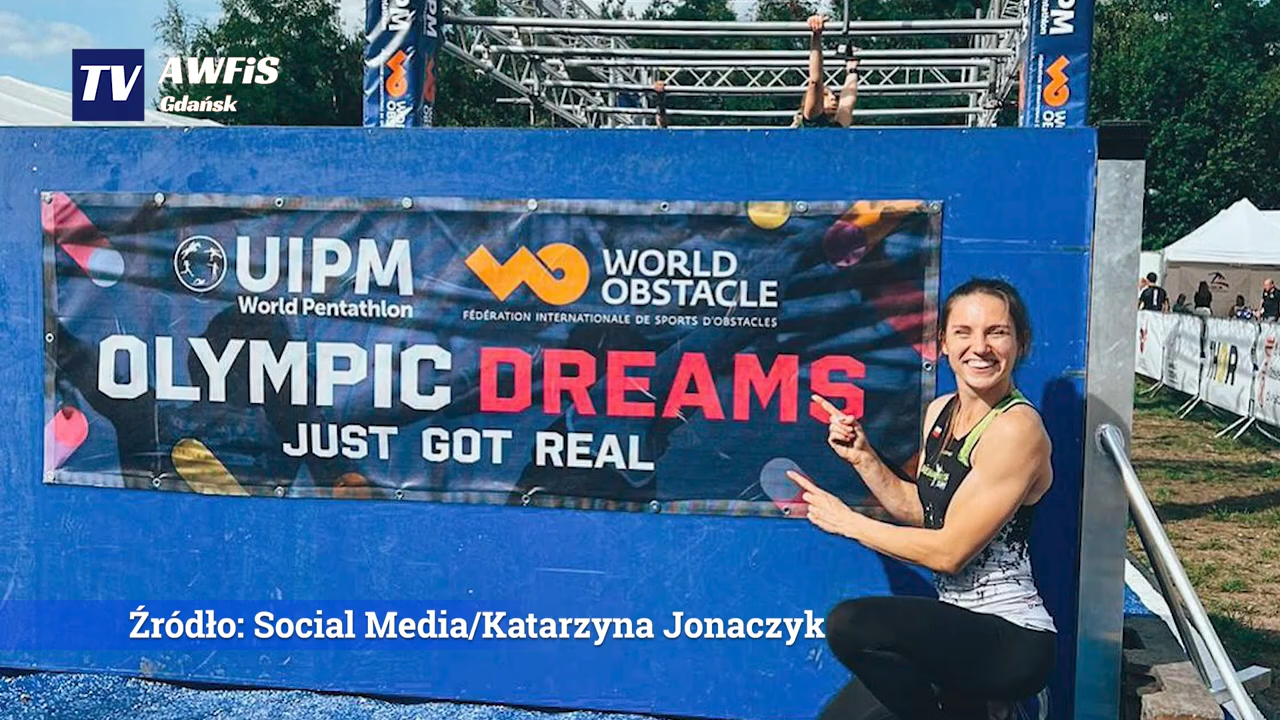 TV AWFiS
Gdańsk
UIPM
World Pentathlon
WORLD
OBSTACLE
FÉDÉRATION INTERNATIONALE DE SPORTS D'OBSTACLES
OLYMPIC DREAMS
JUST GOT REAL
Źródło: Social Media/Katarzyna Jonaczyk